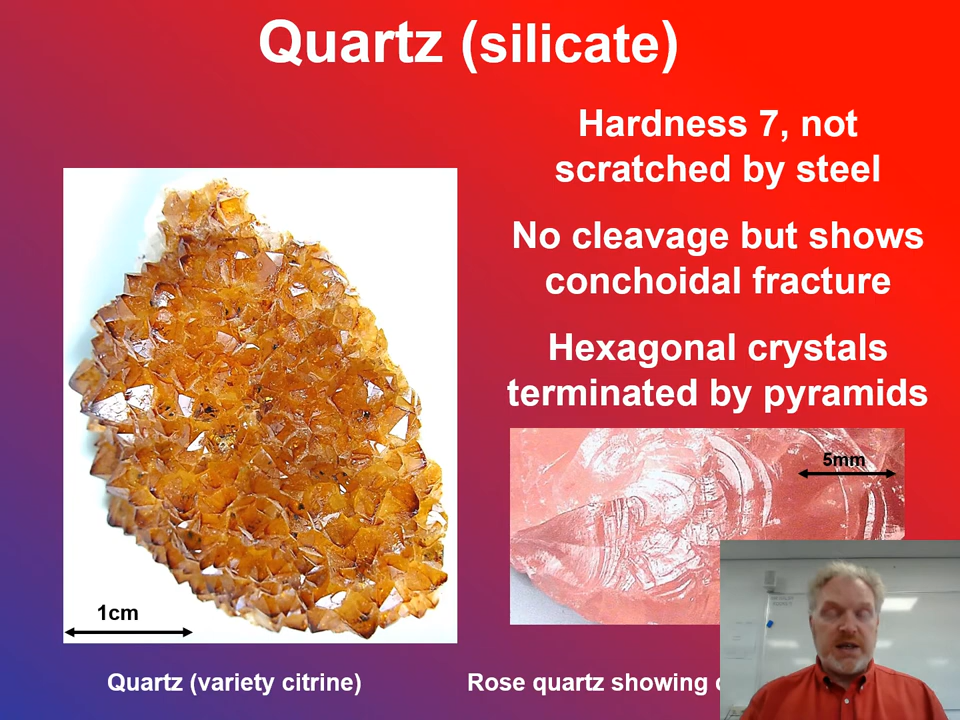 Quartz (silicate)
Hardness 7, not
scratched by steel
No cleavage but shows
conchoidal fracture
Hexagonal crystals
terminated by pyramids
5mm
1cm
Quartz (variety citrine)
Rose quartz showing